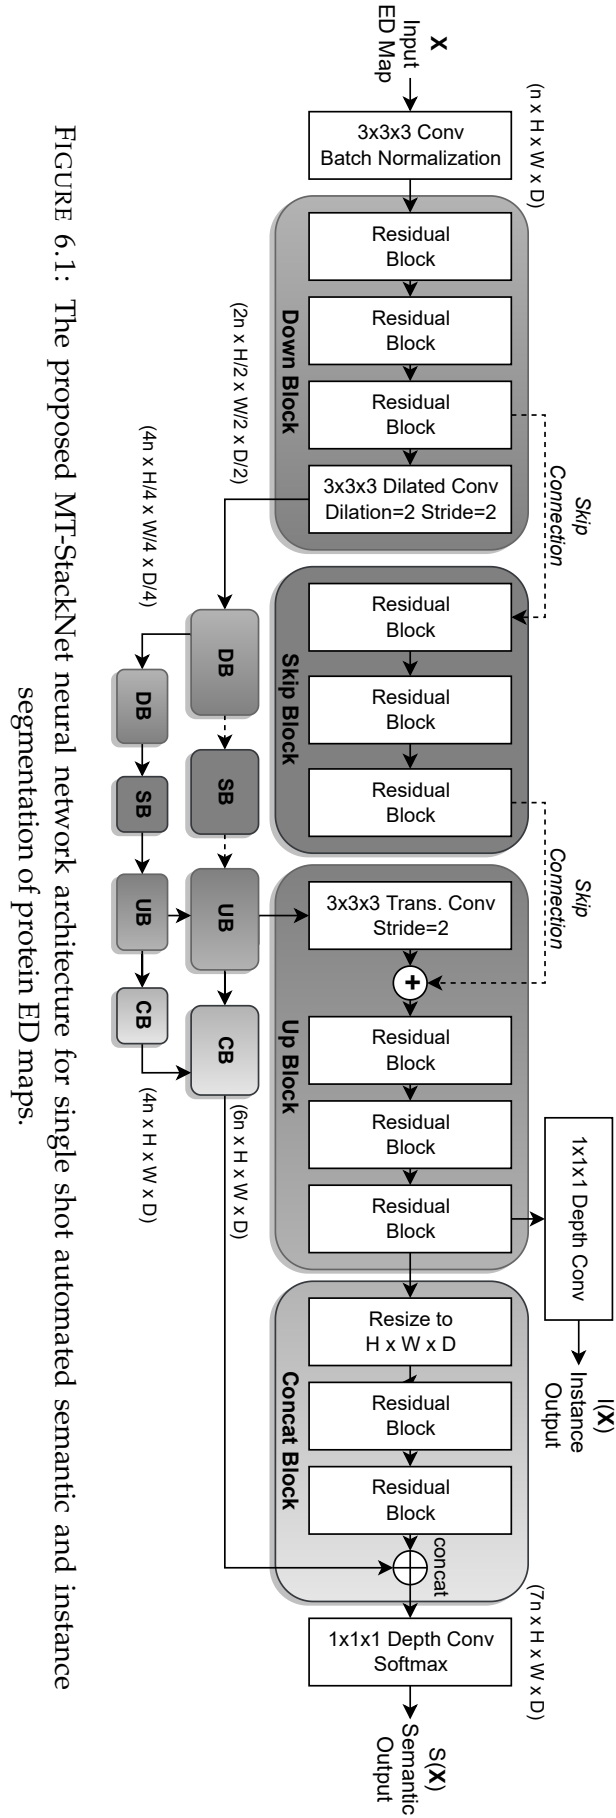 X
Input
ED Map
(n x H x W x D)
3x3x3 Conv
Batch Normalization
Residual
Block
Residual
Block
Residual
Block
3x3x3 Dilated Conv
Dilation=2 Stride=2
Down Block
Skip
Connection
Residual
Block
Residual
Block
Residual
Block
Skip Block
Skip
Connection
3x3x3 Trans. Conv
Stride=2
+
Residual
Block
Residual
Block
Residual
Block
Up Block
1x1x1 Depth Conv
I(X)
Instance
Output
Resize to
H x W x D
Residual
Block
Residual
Block
concat
Concat Block
(7n x H x W x D)
1x1x1 Depth Conv
Softmax
S(X)
Semantic
Output
(2n x H/2 x W/2 x D/2)
DB
SB
UB
CB
(6n x H x W x D)
(4n x H/4 x W/4 x D/4)
DB
SB
UB
CB
(4n x H x W x D)
FIGURE 6.1: The proposed MT-StackNet neural network architecture for single shot automated semantic and instance
segmentation of protein ED maps.